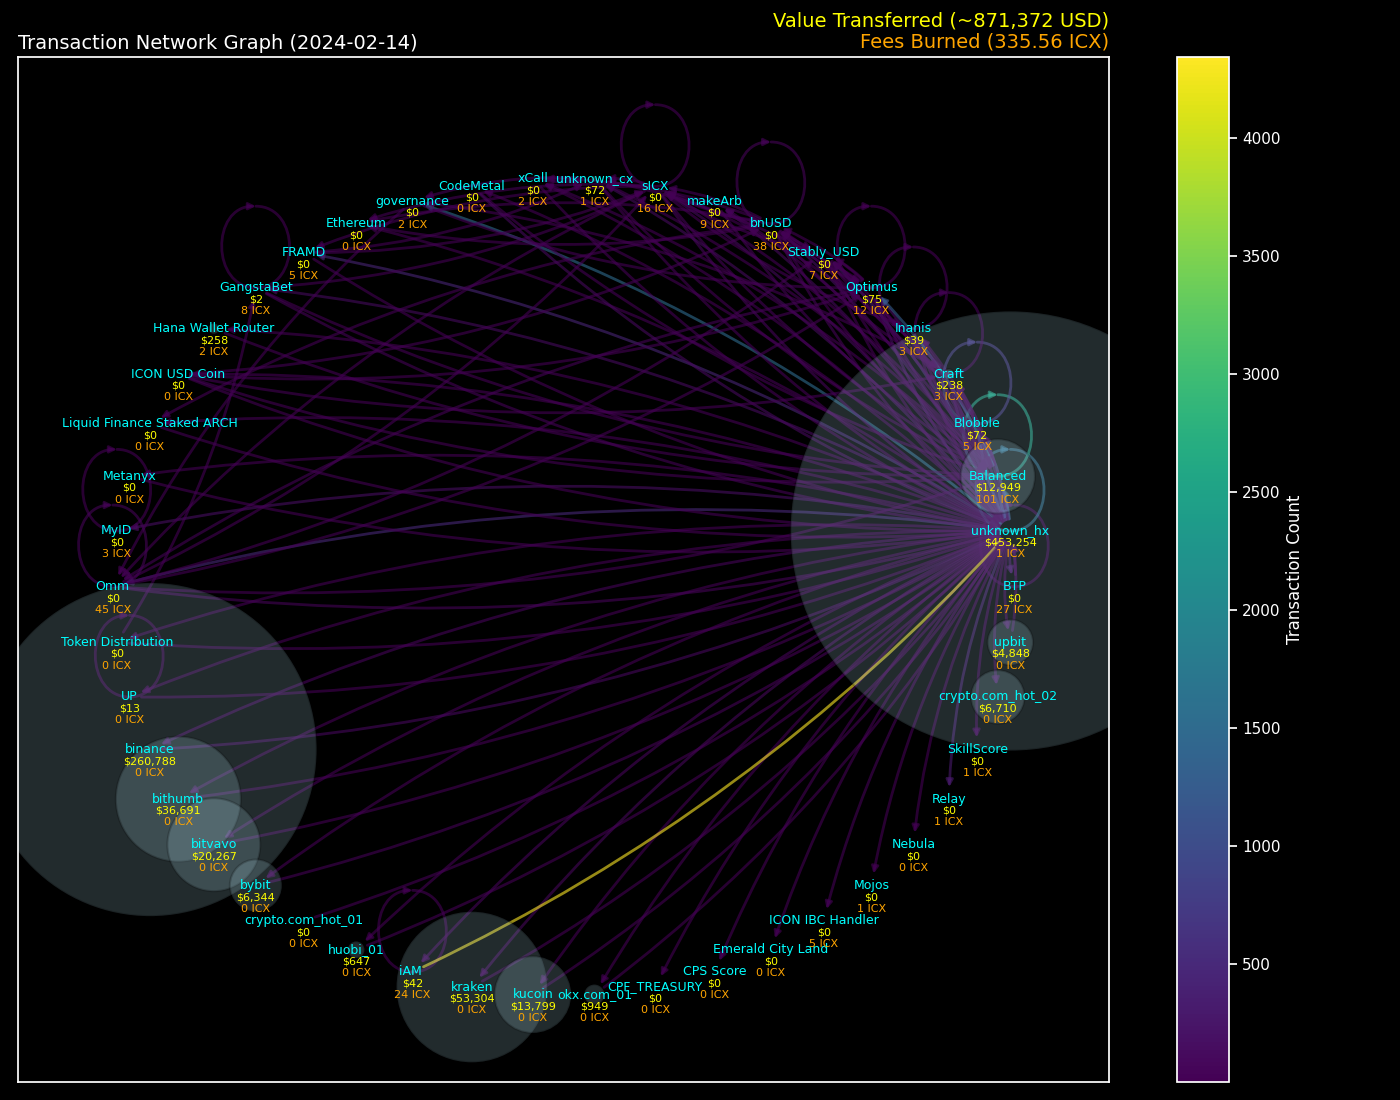 Value Transferred (~871,372 USD)
Transaction Network Graph (2024-02-14)
Fees Burned (335.56 ICX)
xCall
$0
2 ICX
unknown_cx
$72
1 ICX
CodeMetal
$0
0 ICX
sICX
$0
16 ICX
governance
$0
2 ICX
makeArb
$0
9 ICX
Ethereum
$0
0 ICX
bnUSD
$0
38 ICX
FRAMD
$0
5 ICX
Stably_USD
$0
7 ICX
GangstaBet
$2
8 ICX
Optimus
$75
12 ICX
Hana Wallet Router
$258
2 ICX
Inanis
$39
3 ICX
ICON USD Coin
$0
0 ICX
Craft
$238
3 ICX
Liquid Finance Staked ARCH
$0
0 ICX
Blobble
$72
5 ICX
Metanyx
$0
0 ICX
Balanced
$12,949
101 ICX
MyID
$0
3 ICX
unknown_hx
$453,254
1 ICX
Omm
$0
45 ICX
BTP
$0
27 ICX
Token Distribution
$0
0 ICX
upbit
$4,848
0 ICX
UP
$13
0 ICX
crypto.com_hot_02
$6,710
0 ICX
binance
$260,788
0 ICX
SkillScore
$0
1 ICX
bithumb
$36,691
0 ICX
Relay
$0
1 ICX
bitvavo
$20,267
0 ICX
Nebula
$0
0 ICX
bybit
$6,344
0 ICX
Mojos
$0
1 ICX
crypto.com_hot_01
$0
0 ICX
ICON IBC Handler
$0
5 ICX
huobi_01
$647
0 ICX
Emerald City Land
$0
0 ICX
iAM
$42
24 ICX
CPS Score
$0
0 ICX
kraken
$53,304
0 ICX
CPF_TREASURY
$0
0 ICX
kucoin
$13,799
0 ICX
okx.com_01
$949
0 ICX
4000
3500
3000
2500
2000
1500
1000
500
Transaction Count